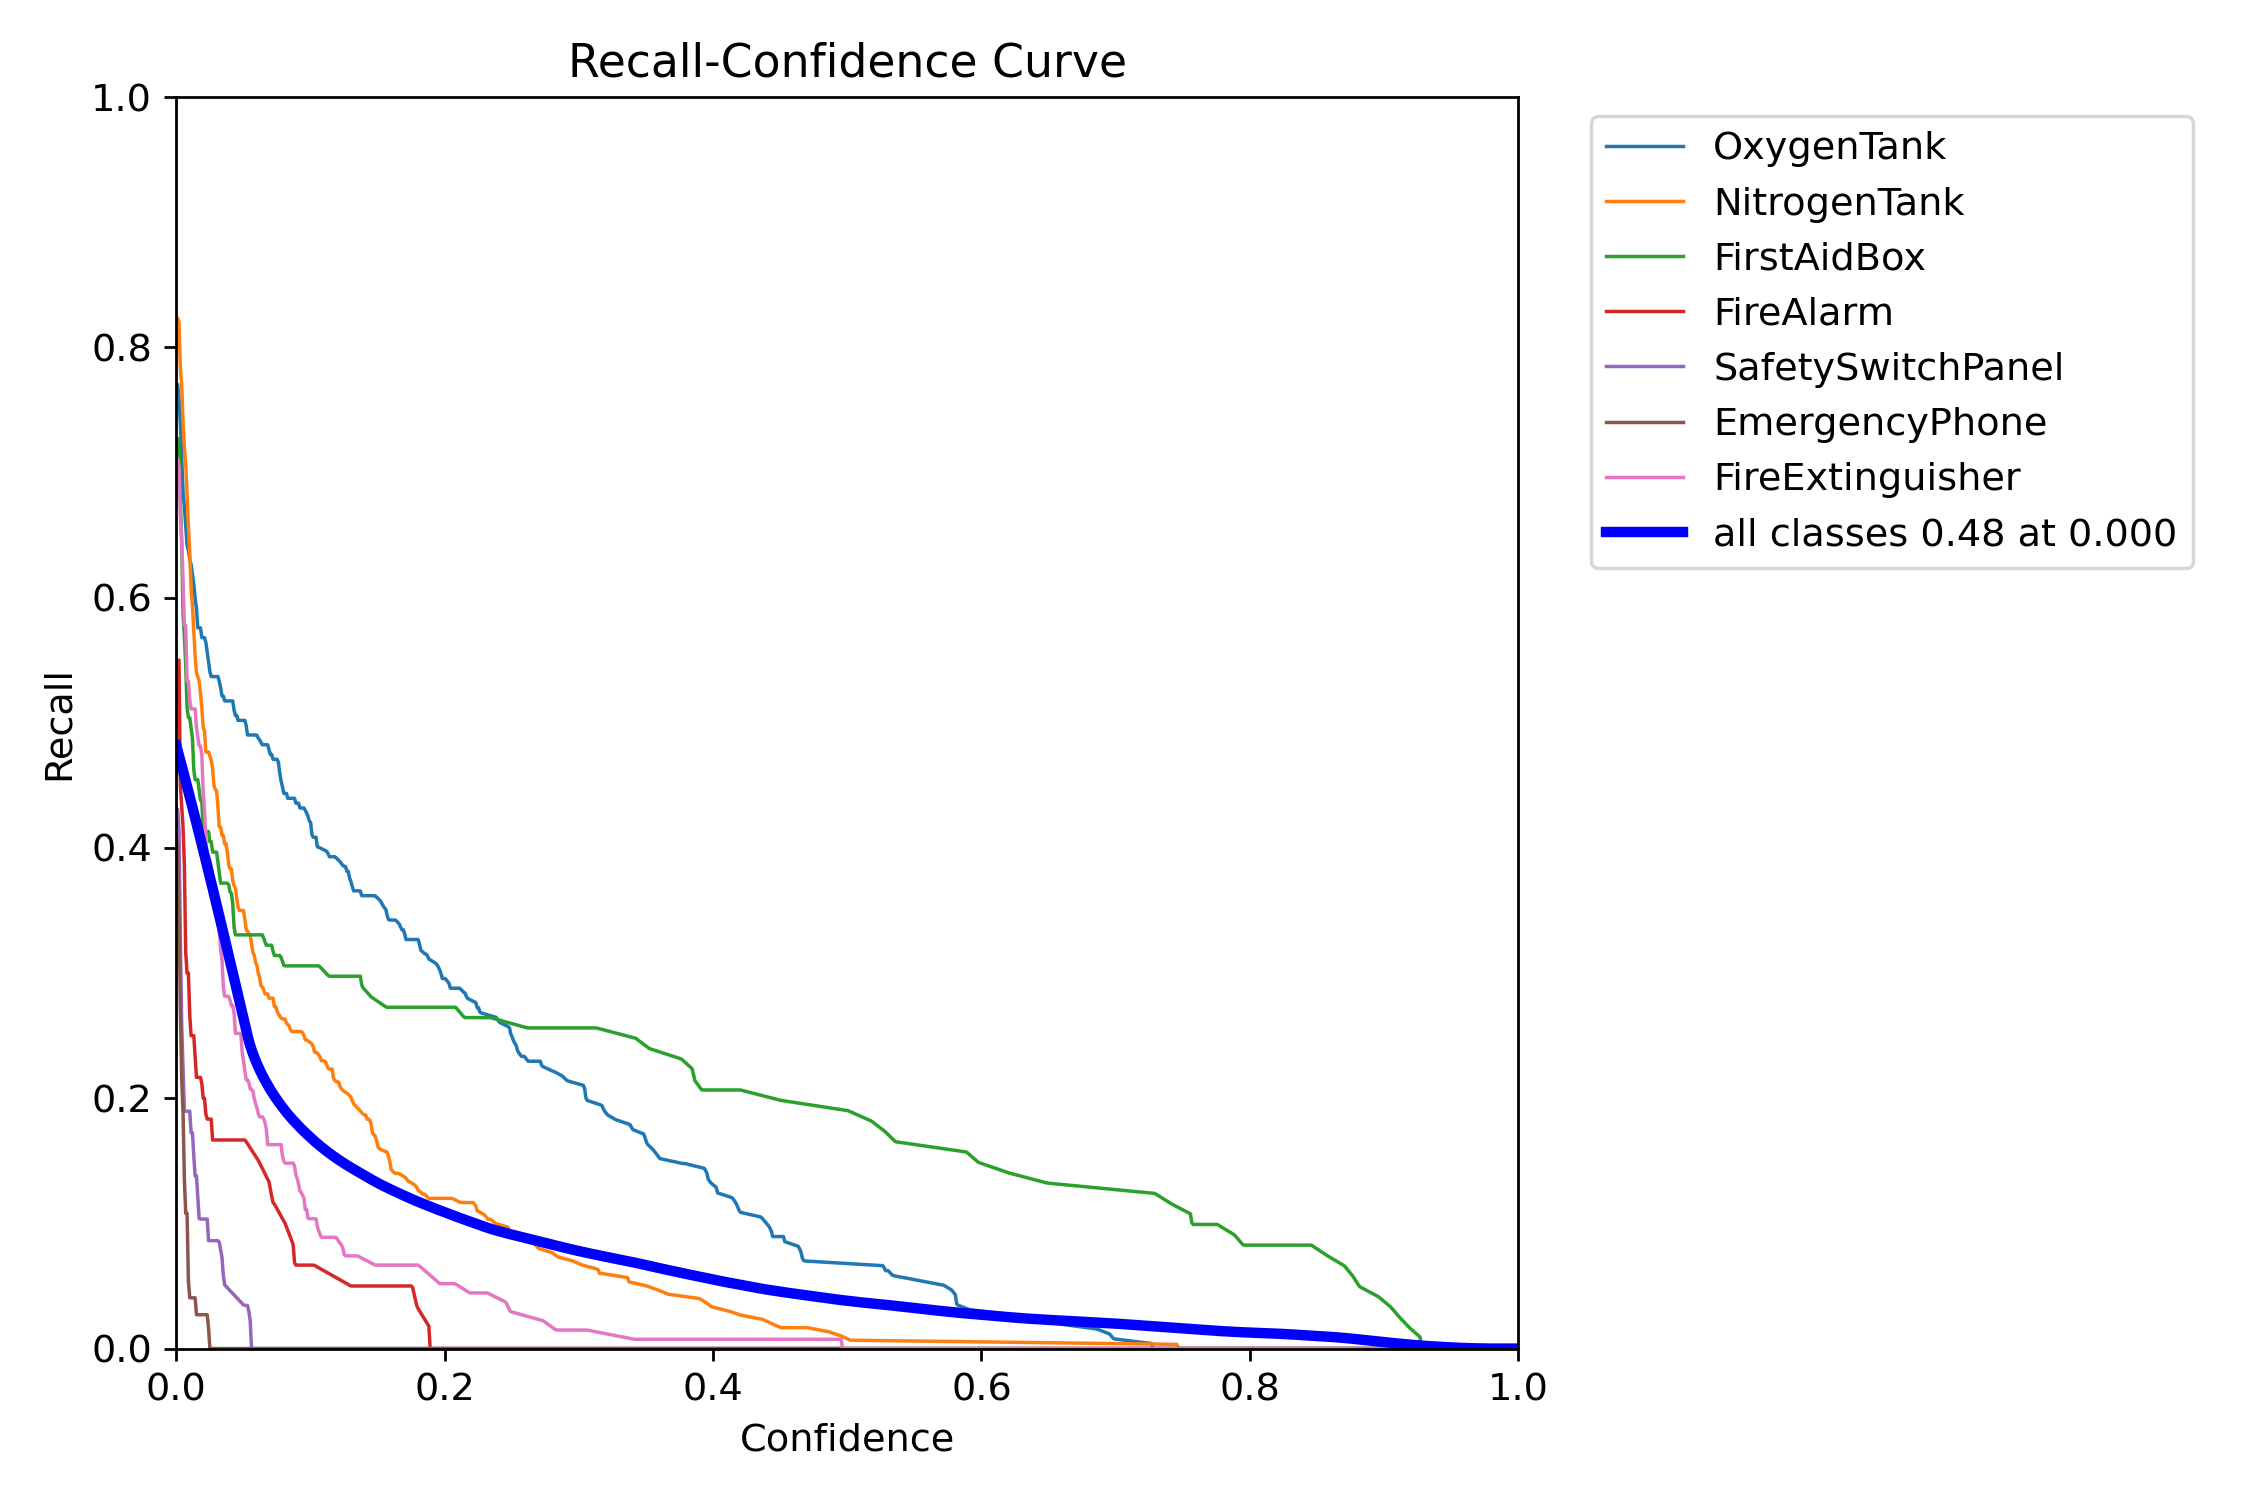 Recall-Confidence Curve
1.0
0.8
0.6
0.4
0.2
0.0
Recall
0.0 0.2 0.4 0.6 0.8 1.0
Confidence
OxygenTank
NitrogenTank
FirstAidBox
FireAlarm
SafetySwitchPanel
EmergencyPhone
FireExtinguisher
all classes 0.48 at 0.000